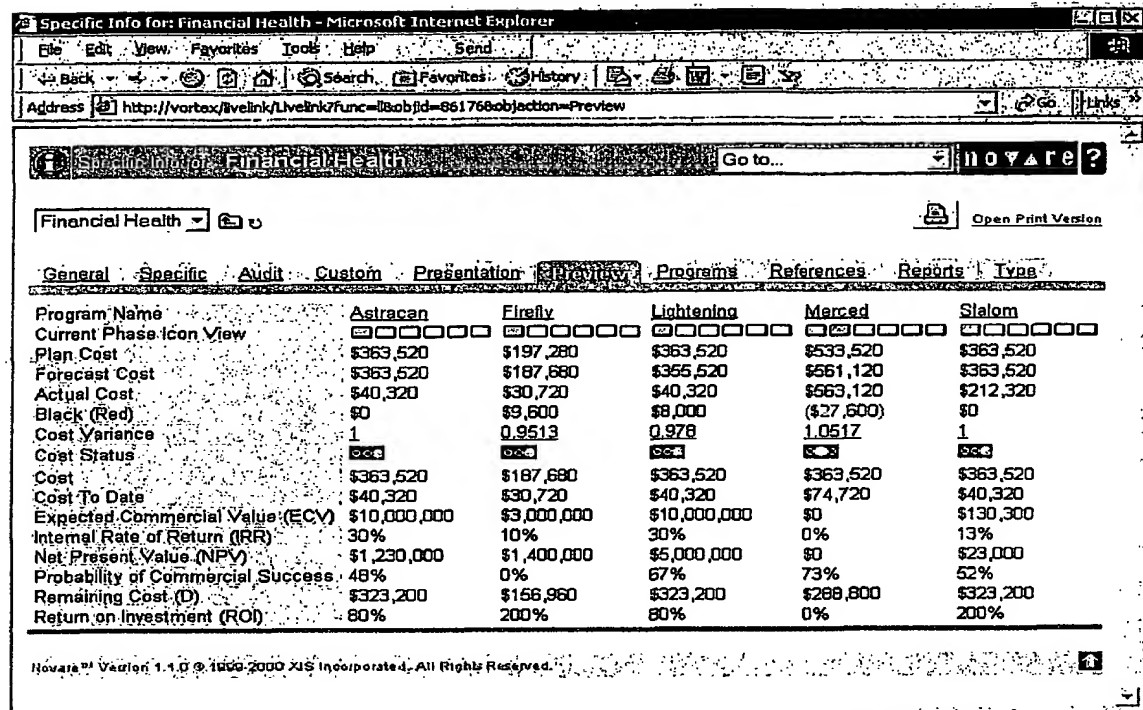 Specific Info for: Financial Health - Microsoft Internet Explorer
File Edit View Favorites Tools Help Send
Back Search Favorites History
Address http://vortex/livelink/Livelink?func=ll&objid=86176&objaction=Preview Go Links »
Specific Info for: Financial Health Go to... novare ?
Financial Health Open Print Version
General Specific Audit Custom Presentation Preview Programs References Reports Type
Program Name Astracan Firefly Lightening Merced Slalom
Current Phase Icon View
Plan Cost $363,520 $197,280 $363,520 $533,520 $363,520
Forecast Cost $363,520 $187,680 $355,520 $561,120 $363,520
Actual Cost $40,320 $30,720 $40,320 $563,120 $212,320
Black (Red) $0 $9,600 $8,000 ($27,600) $0
Cost Variance 1 0.9513 0.978 1.0517 1
Cost Status
Cost $363,520 $187,680 $363,520 $363,520 $363,520
Cost To Date $40,320 $30,720 $40,320 $74,720 $40,320
Expected Commercial Value (ECV) $10,000,000 $3,000,000 $10,000,000 $0 $130,300
Internal Rate of Return (IRR) 30% 10% 30% 0% 13%
Net Present Value (NPV) $1,230,000 $1,400,000 $5,000,000 $0 $23,000
Probability of Commercial Success 48% 0% 67% 73% 52%
Remaining Cost (D) $323,200 $156,960 $323,200 $288,800 $323,200
Return on Investment (ROI) 80% 200% 80% 0% 200%
Novare™ Version 1.1.0 © 1999-2000 XIS Incorporated. All Rights Reserved.